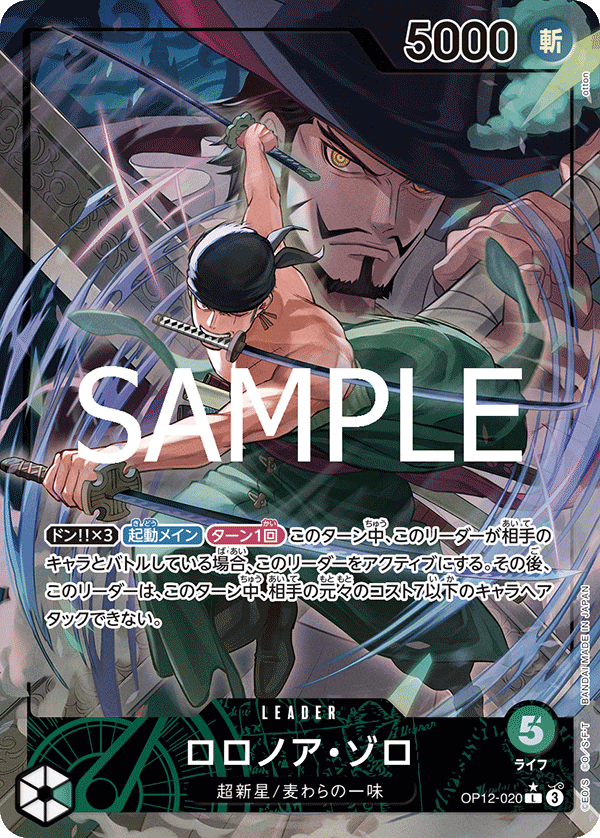 5000
斬
otton
SAMPLE
ドン!!×3 起動メイン ターン1回 このターン中、このリーダーが相手の
キャラとバトルしている場合、このリーダーをアクティブにする。その後、
このリーダーは、このターン中、相手の元々のコスト7以下のキャラへア
タックできない。
LEADER
ロロノア・ゾロ
超新星/麦わらの一味
5
ライフ
OP12-020 L 3
©E.O/S. ©O./S.・F・T BANDAI MADE IN JAPAN